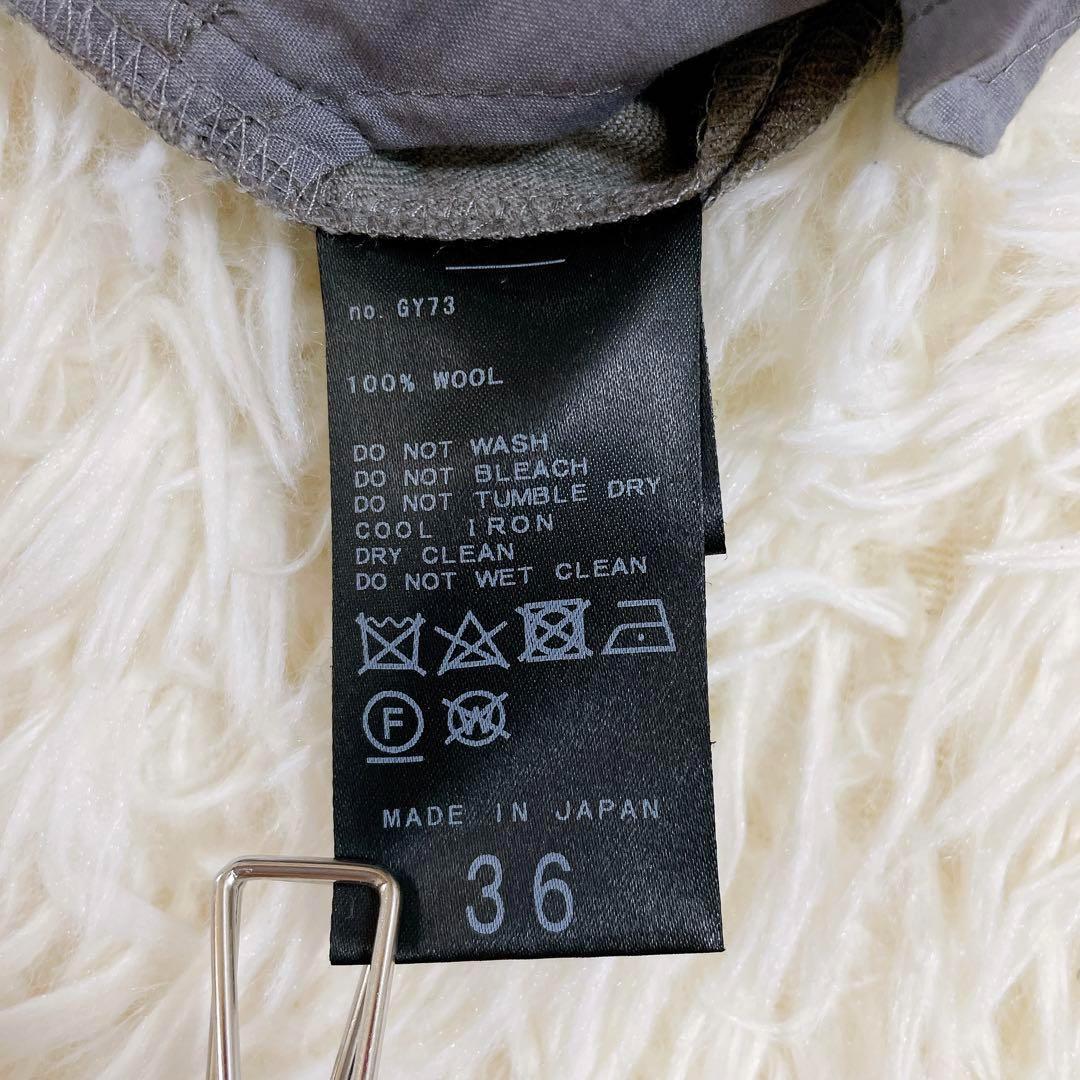 no. GY73
100% WOOL
DO NOT WASH
DO NOT BLEACH
DO NOT TUMBLE DRY
COOL IRON
DRY CLEAN
DO NOT WET CLEAN
F W
MADE IN JAPAN
36